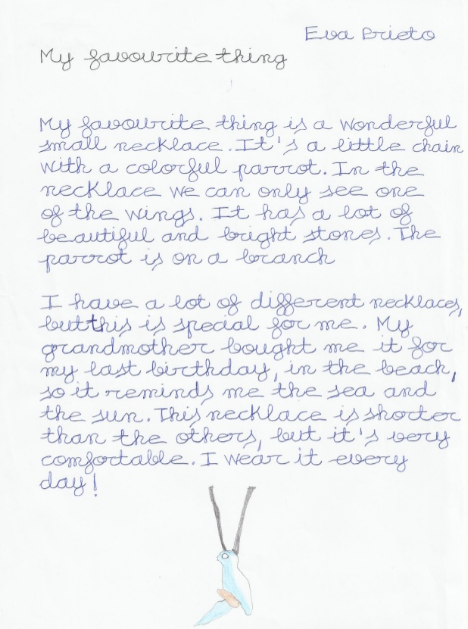 Eva Prieto
My favourite thing
My favourite thing is a wonderful
small necklace. It's a little chain
with a colorful parrot. In the
necklace we can only see one
of the wings. It has a lot of
beautiful and bright stones. The
parrot is on a branch
I have a lot of different necklaces,
but this is special for me. My
grandmother bought me it for
my last birthday, in the beach,
so it reminds me the sea and
the sun. This necklace is shorter
than the others, but it's very
comfortable. I wear it every
day!